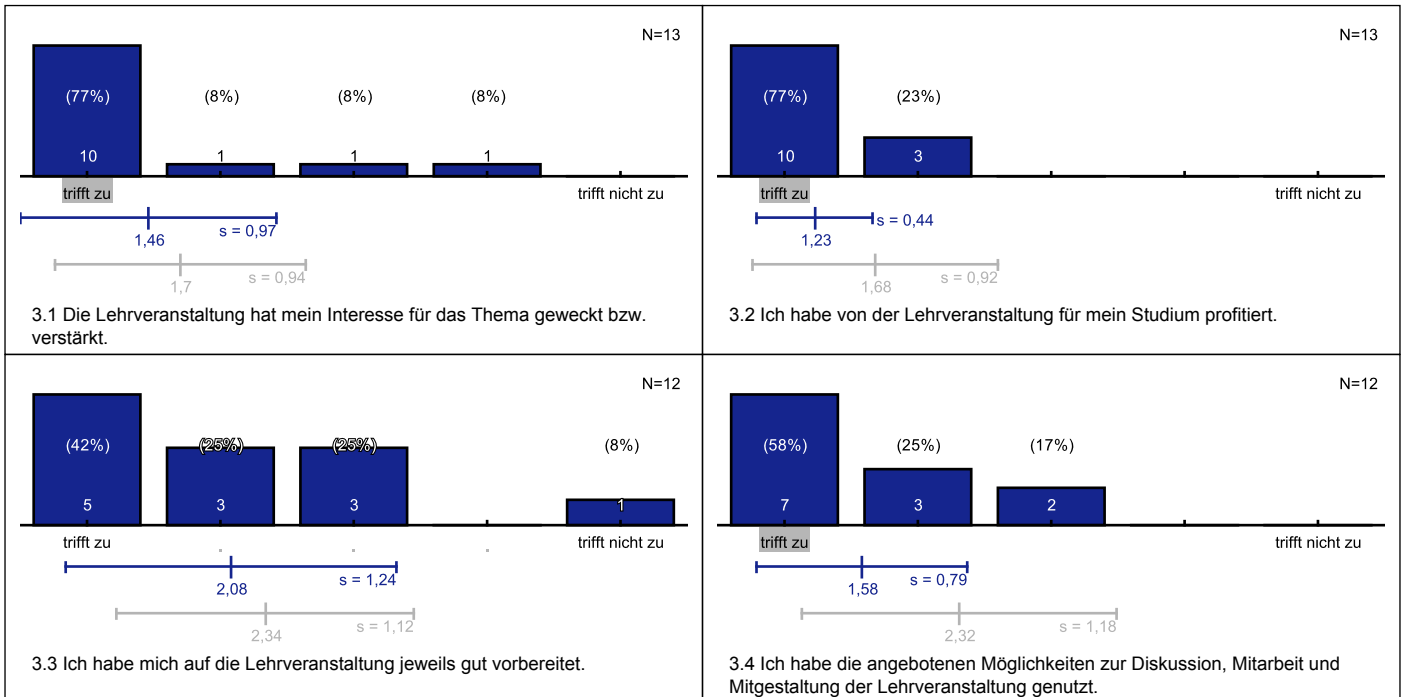 N=13
(77%) (8%) (8%) (8%)
10 1 1 1
trifft zu trifft nicht zu
s = 0,97
1,46
s = 0,94
1,7
3.1 Die Lehrveranstaltung hat mein Interesse für das Thema geweckt bzw.
verstärkt.
N=13
(77%) (23%)
10 3
trifft zu trifft nicht zu
s = 0,44
1,23
s = 0,92
1,68
3.2 Ich habe von der Lehrveranstaltung für mein Studium profitiert.
N=12
(42%) (25%) (25%) (8%)
5 3 3 1
trifft zu trifft nicht zu
s = 1,24
2,08
s = 1,12
2,34
3.3 Ich habe mich auf die Lehrveranstaltung jeweils gut vorbereitet.
N=12
(58%) (25%) (17%)
7 3 2
trifft zu trifft nicht zu
s = 0,79
1,58
s = 1,18
2,32
3.4 Ich habe die angebotenen Möglichkeiten zur Diskussion, Mitarbeit und
Mitgestaltung der Lehrveranstaltung genutzt.